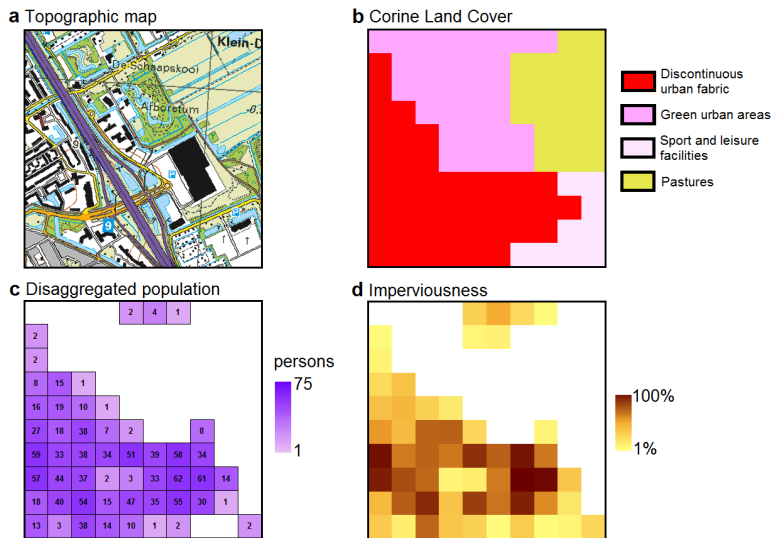 a Topographic map
Klein-D
De Schnapskooi
Arboretum
-0,
9
P
9
P
b Corine Land Cover
Discontinuous
urban fabric
Green urban areas
Sport and leisure
facilities
Pastures
c Disaggregated population
2 4 1
2
2
8 15 1
16 19 10 1
27 18 38 7 2 8
59 33 38 34 51 39 58 34
57 44 37 2 3 33 62 61 14
18 40 54 15 47 35 55 30 1
13 3 38 14 10 1 2 2
persons
75
1
d Imperviousness
100%
1%